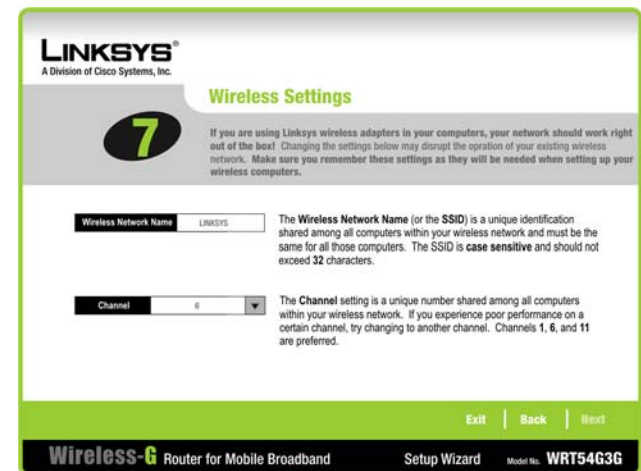 LINKSYS®
A Division of Cisco Systems, Inc.
Wireless Settings
7
If you are using Linksys wireless adapters in your computers, your network should work right
out of the box! Changing the settings below may disrupt the opration of your existing wireless
network. Make sure you remember these settings as they will be needed when setting up your
wireless computers.
Wireless Network Name
LINKSYS
The Wireless Network Name (or the SSID) is a unique identification
shared among all computers within your wireless network and must be the
same for all those computers. The SSID is case sensitive and should not
exceed 32 characters.
Channel
6
The Channel setting is a unique number shared among all computers
within your wireless network. If you experience poor performance on a
certain channel, try changing to another channel. Channels 1, 6, and 11
are preferred.
Exit | Back | Next
Wireless-G Router for Mobile Broadband Setup Wizard Model No. WRT54G3G